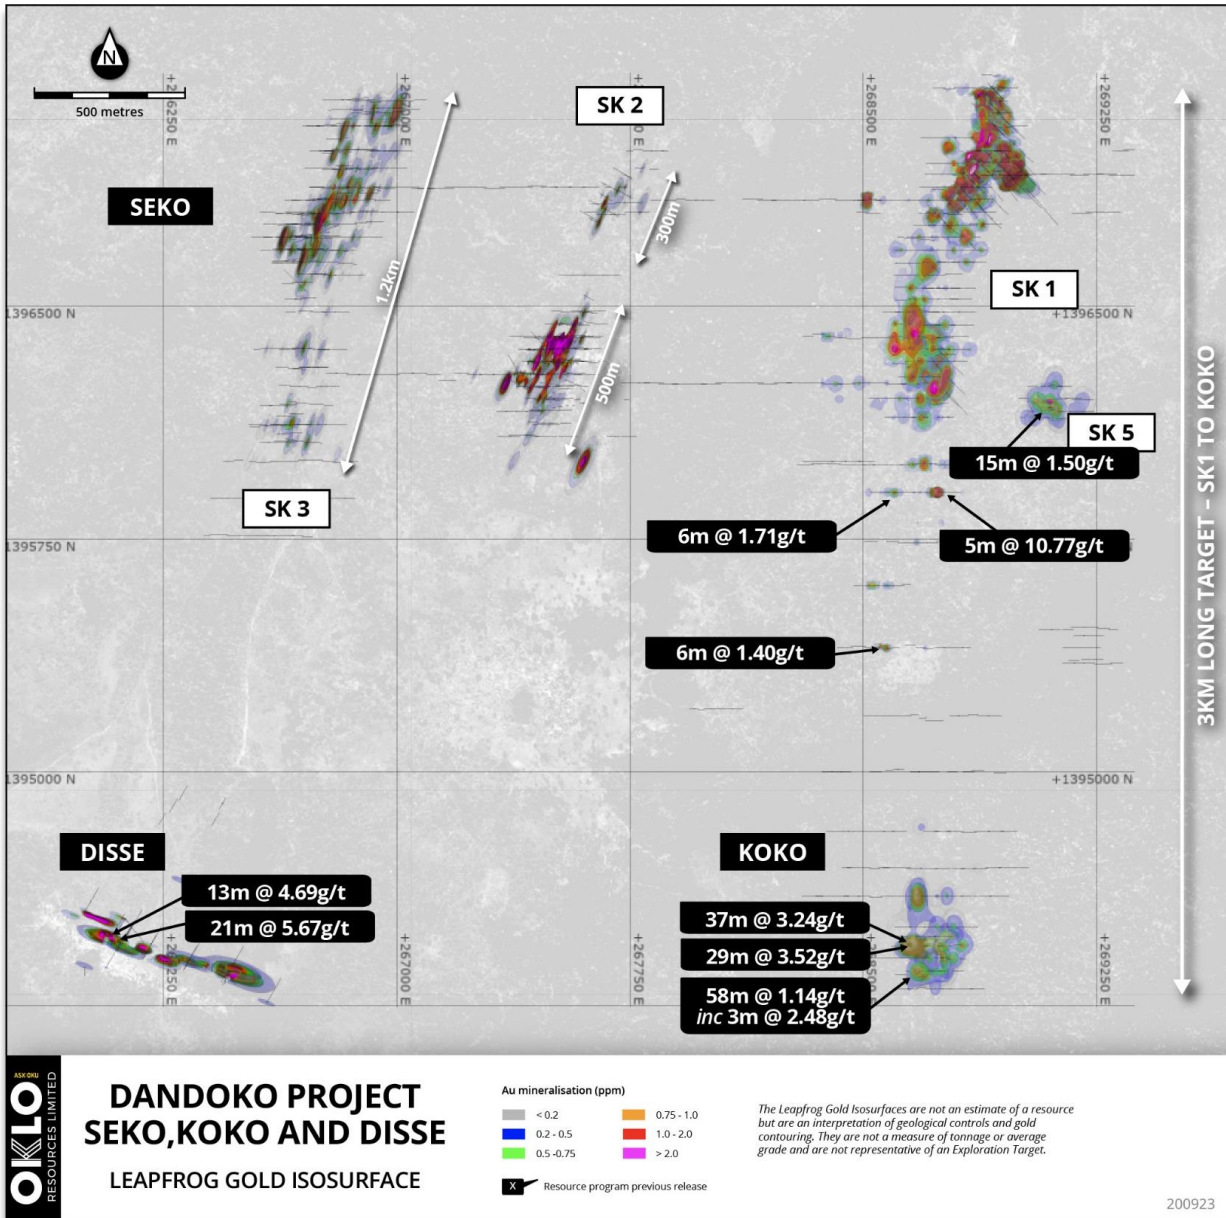 N
500 metres
+266250 E
+267000 E
SK 2
+268500 E
+269250 E
SEKO
300m
1.2km
SK 1
1396500 N
+1396500 N
500m
SK 5
15m @ 1.50g/t
SK 3
6m @ 1.71g/t
5m @ 10.77g/t
1395750 N
6m @ 1.40g/t
3KM LONG TARGET – SK1 TO KOKO
1395000 N
+1395000 N
DISSE
KOKO
13m @ 4.69g/t
21m @ 5.67g/t
37m @ 3.24g/t
29m @ 3.52g/t
58m @ 1.14g/t
inc 3m @ 2.48g/t
+267000 E
+267750 E
+269250 E
ASX OKU
OKLO
RESOURCES LIMITED
DANDOKO PROJECT
SEKO,KOKO AND DISSE
LEAPFROG GOLD ISOSURFACE
Au mineralisation (ppm)
< 0.2
0.2 - 0.5
0.5 -0.75
0.75 - 1.0
1.0 - 2.0
> 2.0
X
Resource program previous release
The Leapfrog Gold Isosurfaces are not an estimate of a resource
but are an interpretation of geological controls and gold
contouring. They are not a measure of tonnage or average
grade and are not representative of an Exploration Target.
200923